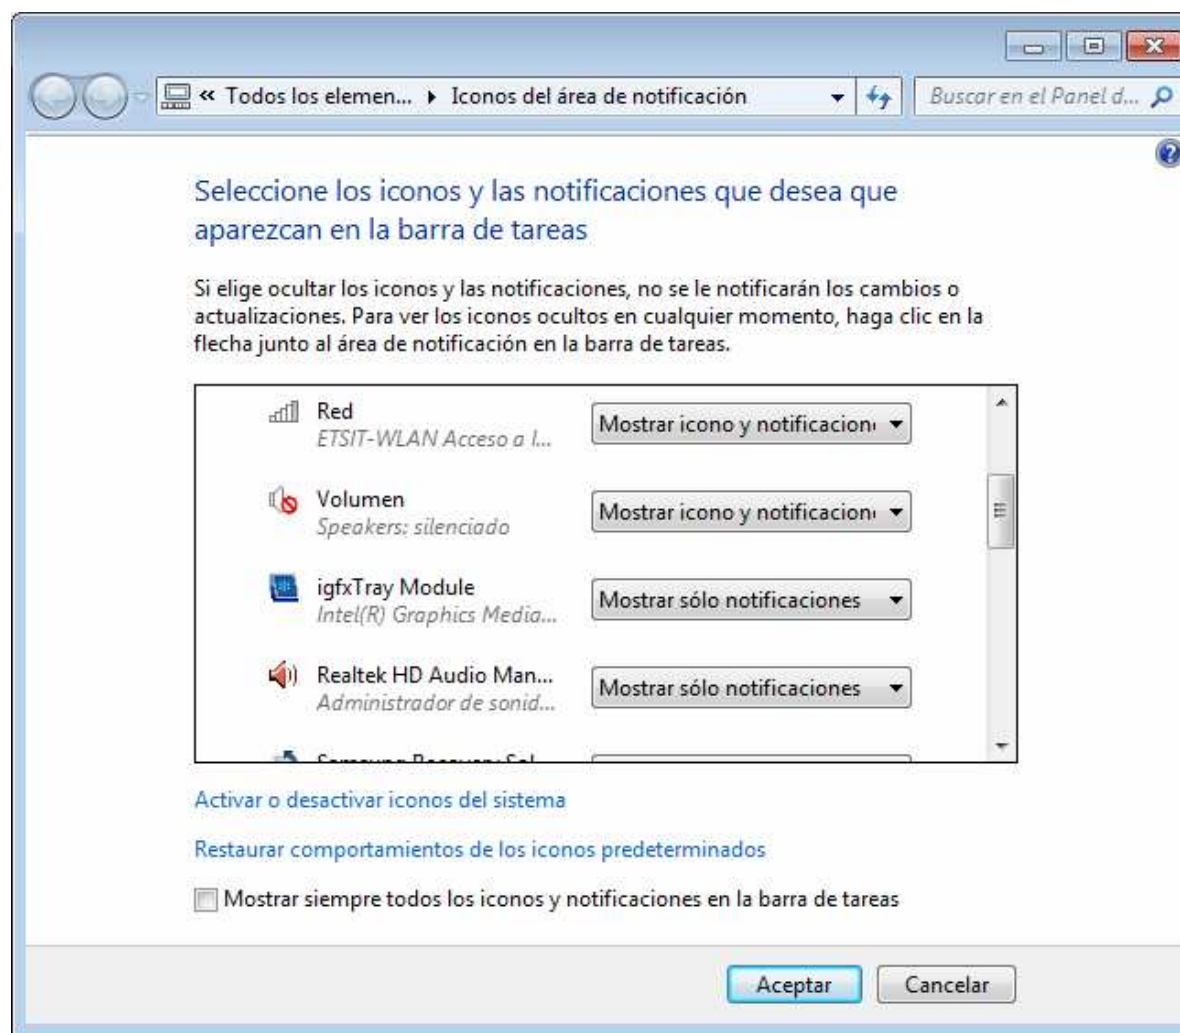 « Todos los elemen... ▸ Iconos del área de notificación
Buscar en el Panel d...
Seleccione los iconos y las notificaciones que desea que
aparezcan en la barra de tareas
Si elige ocultar los iconos y las notificaciones, no se le notificarán los cambios o
actualizaciones. Para ver los iconos ocultos en cualquier momento, haga clic en la
flecha junto al área de notificación en la barra de tareas.
Red
ETSIT-WLAN Acceso a I...
Mostrar icono y notificacion
Volumen
Speakers: silenciado
Mostrar icono y notificacion
igfxTray Module
Intel(R) Graphics Media...
Mostrar sólo notificaciones
Realtek HD Audio Man...
Administrador de sonid...
Mostrar sólo notificaciones
Samsung Recovery Sol
Activar o desactivar iconos del sistema
Restaurar comportamientos de los iconos predeterminados
Mostrar siempre todos los iconos y notificaciones en la barra de tareas
Aceptar
Cancelar